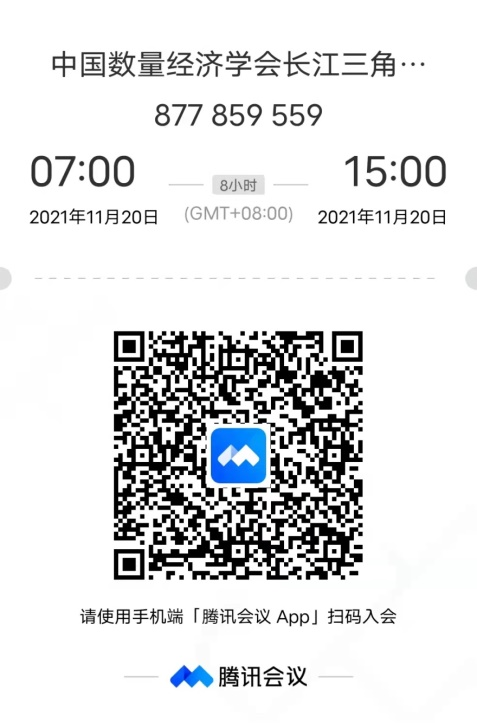 中国数量经济学会长江三角…
877 859 559
07:00 8小时 15:00
2021年11月20日 (GMT+08:00) 2021年11月20日
请使用手机端「腾讯会议 App」扫码入会
腾讯会议